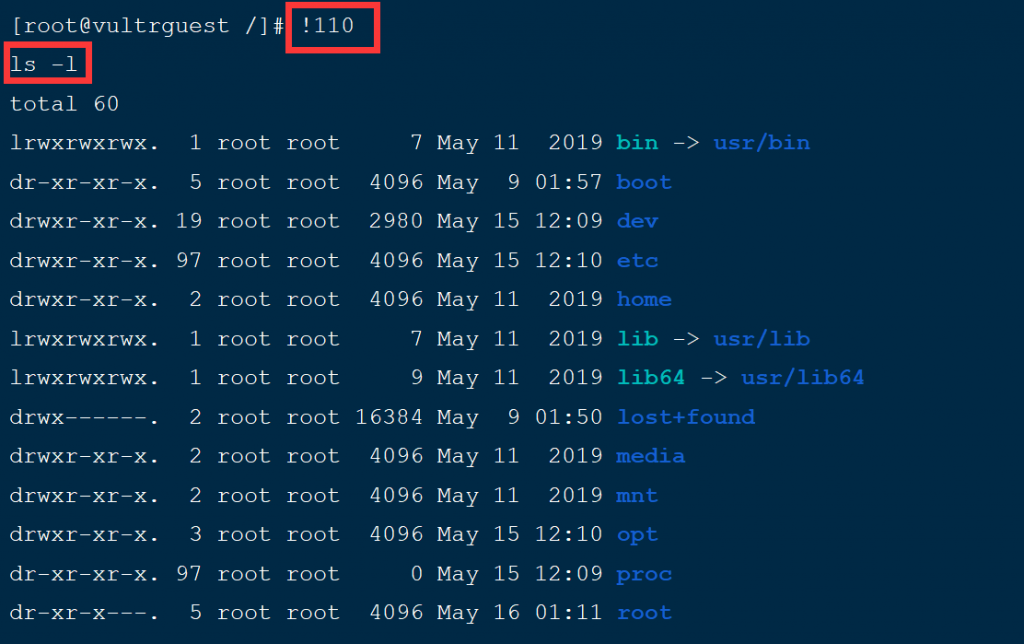 [root@vultrguest /]# !110
ls -l
total 60
lrwxrwxrwx.  1 root root     7 May 11  2019 bin -> usr/bin
dr-xr-xr-x.  5 root root  4096 May  9 01:57 boot
drwxr-xr-x. 19 root root  2980 May 15 12:09 dev
drwxr-xr-x. 97 root root  4096 May 15 12:10 etc
drwxr-xr-x.  2 root root  4096 May 11  2019 home
lrwxrwxrwx.  1 root root     7 May 11  2019 lib -> usr/lib
lrwxrwxrwx.  1 root root     9 May 11  2019 lib64 -> usr/lib64
drwx------.  2 root root 16384 May  9 01:50 lost+found
drwxr-xr-x.  2 root root  4096 May 11  2019 media
drwxr-xr-x.  2 root root  4096 May 11  2019 mnt
drwxr-xr-x.  3 root root  4096 May 15 12:10 opt
dr-xr-xr-x. 97 root root     0 May 15 12:09 proc
dr-xr-x---.  5 root root  4096 May 16 01:11 root